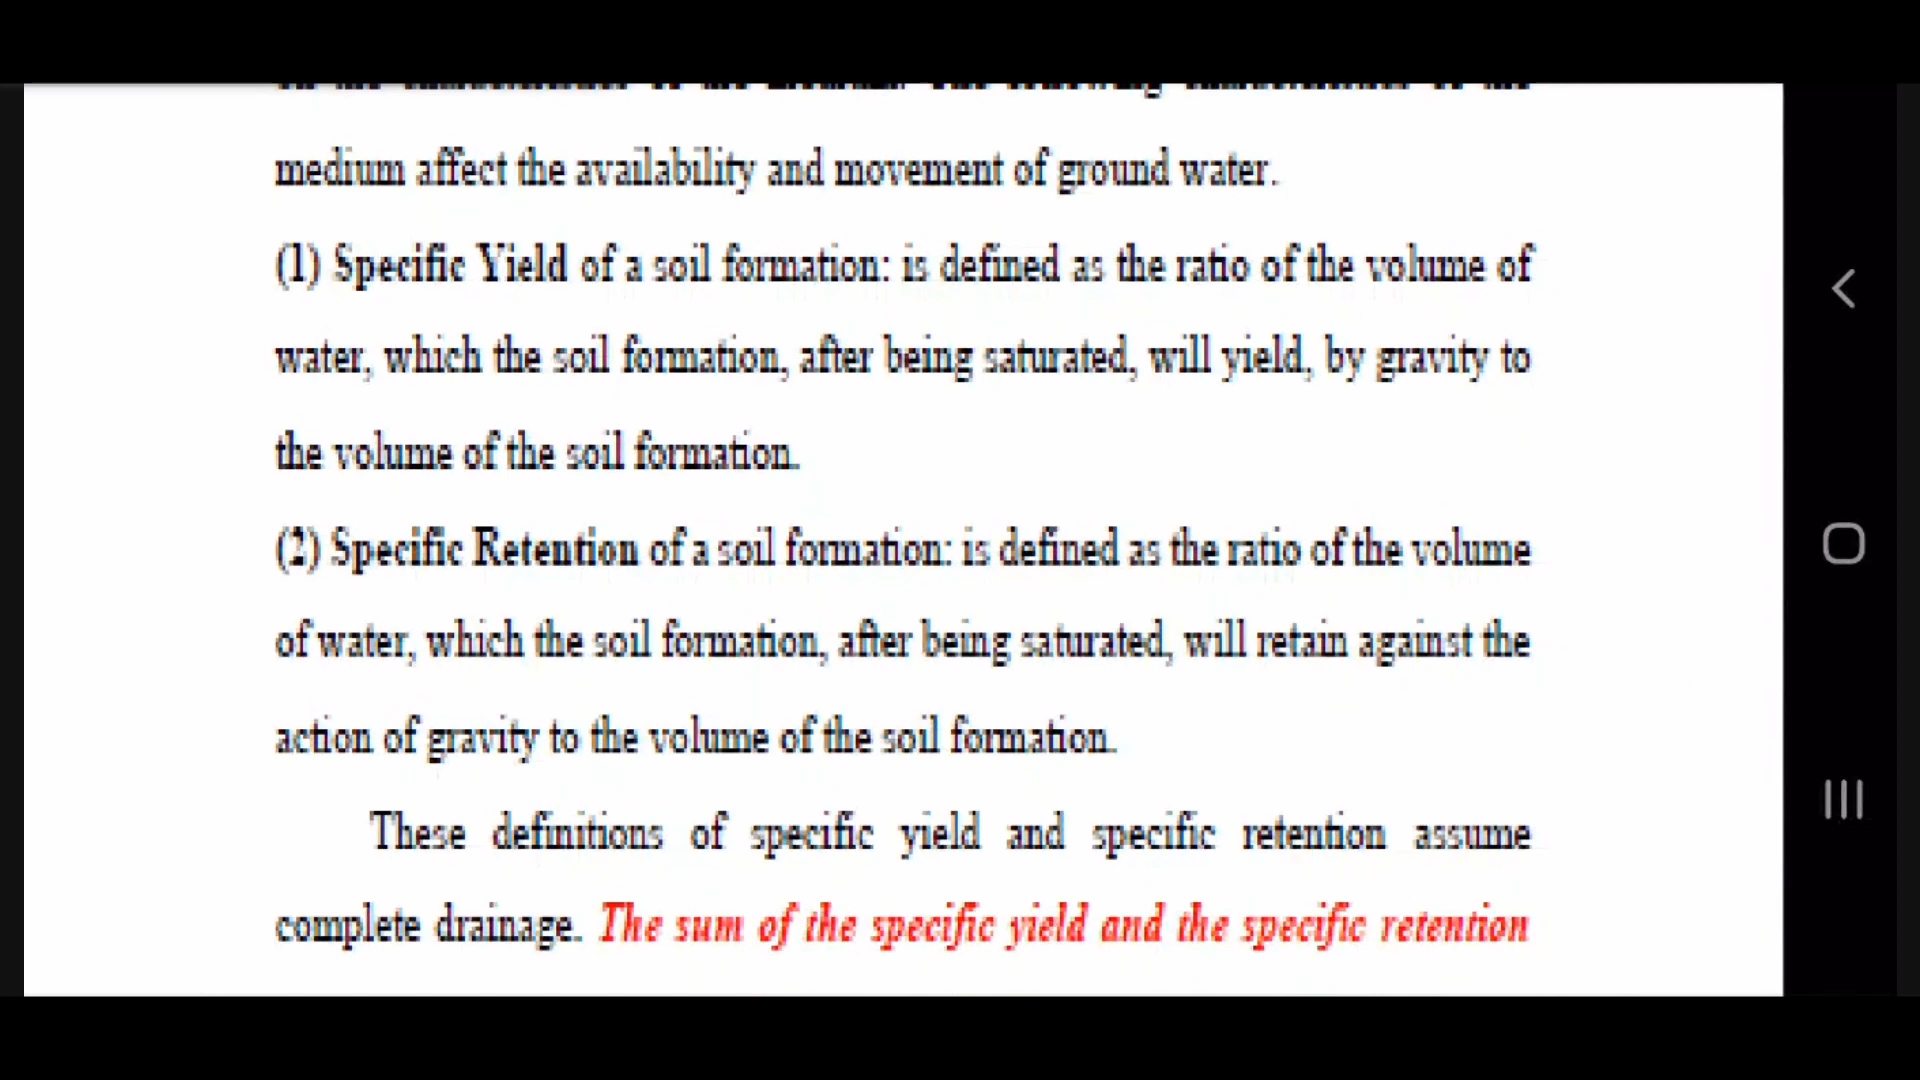 medium affect the availability and movement of ground water.
(1) Specific Yield of a soil formation: is defined as the ratio of the volume of
water, which the soil formation, after being saturated, will yield, by gravity to
the volume of the soil formation.
(2) Specific Retention of a soil formation: is defined as the ratio of the volume
of water, which the soil formation, after being saturated, will retain against the
action of gravity to the volume of the soil formation.
These definitions of specific yield and specific retention assume
complete drainage. The sum of the specific yield and the specific retention